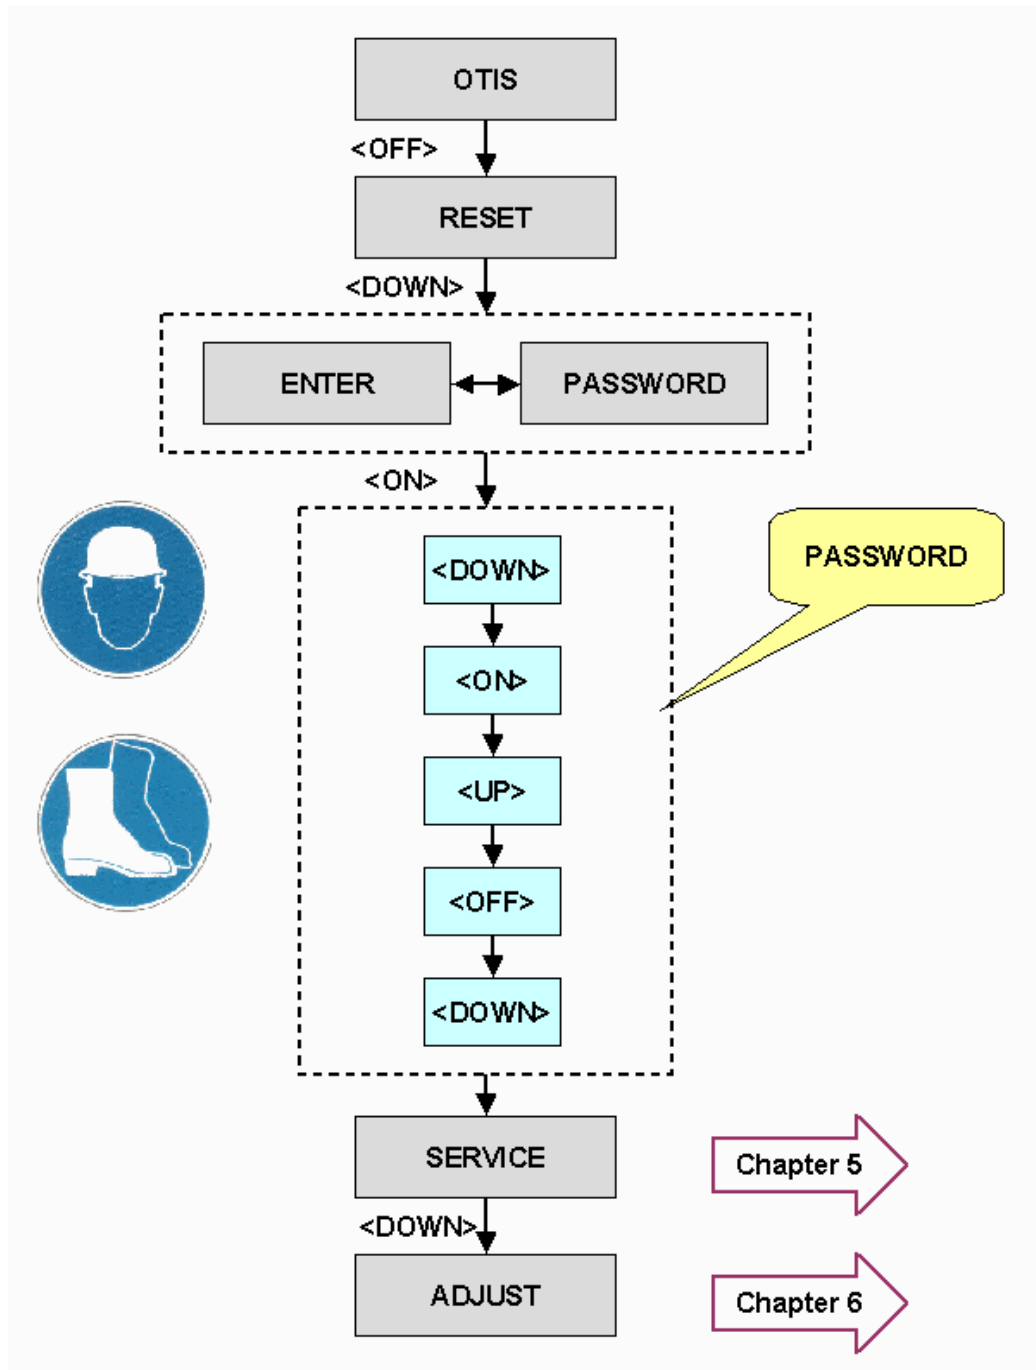 OTIS
<OFF>
RESET
<DOWN>
ENTER
PASSWORD
<ON>
<DOWN>
PASSWORD
<ON>
<UP>
<OFF>
<DOWN>
SERVICE
Chapter 5
<DOWN>
ADJUST
Chapter 6